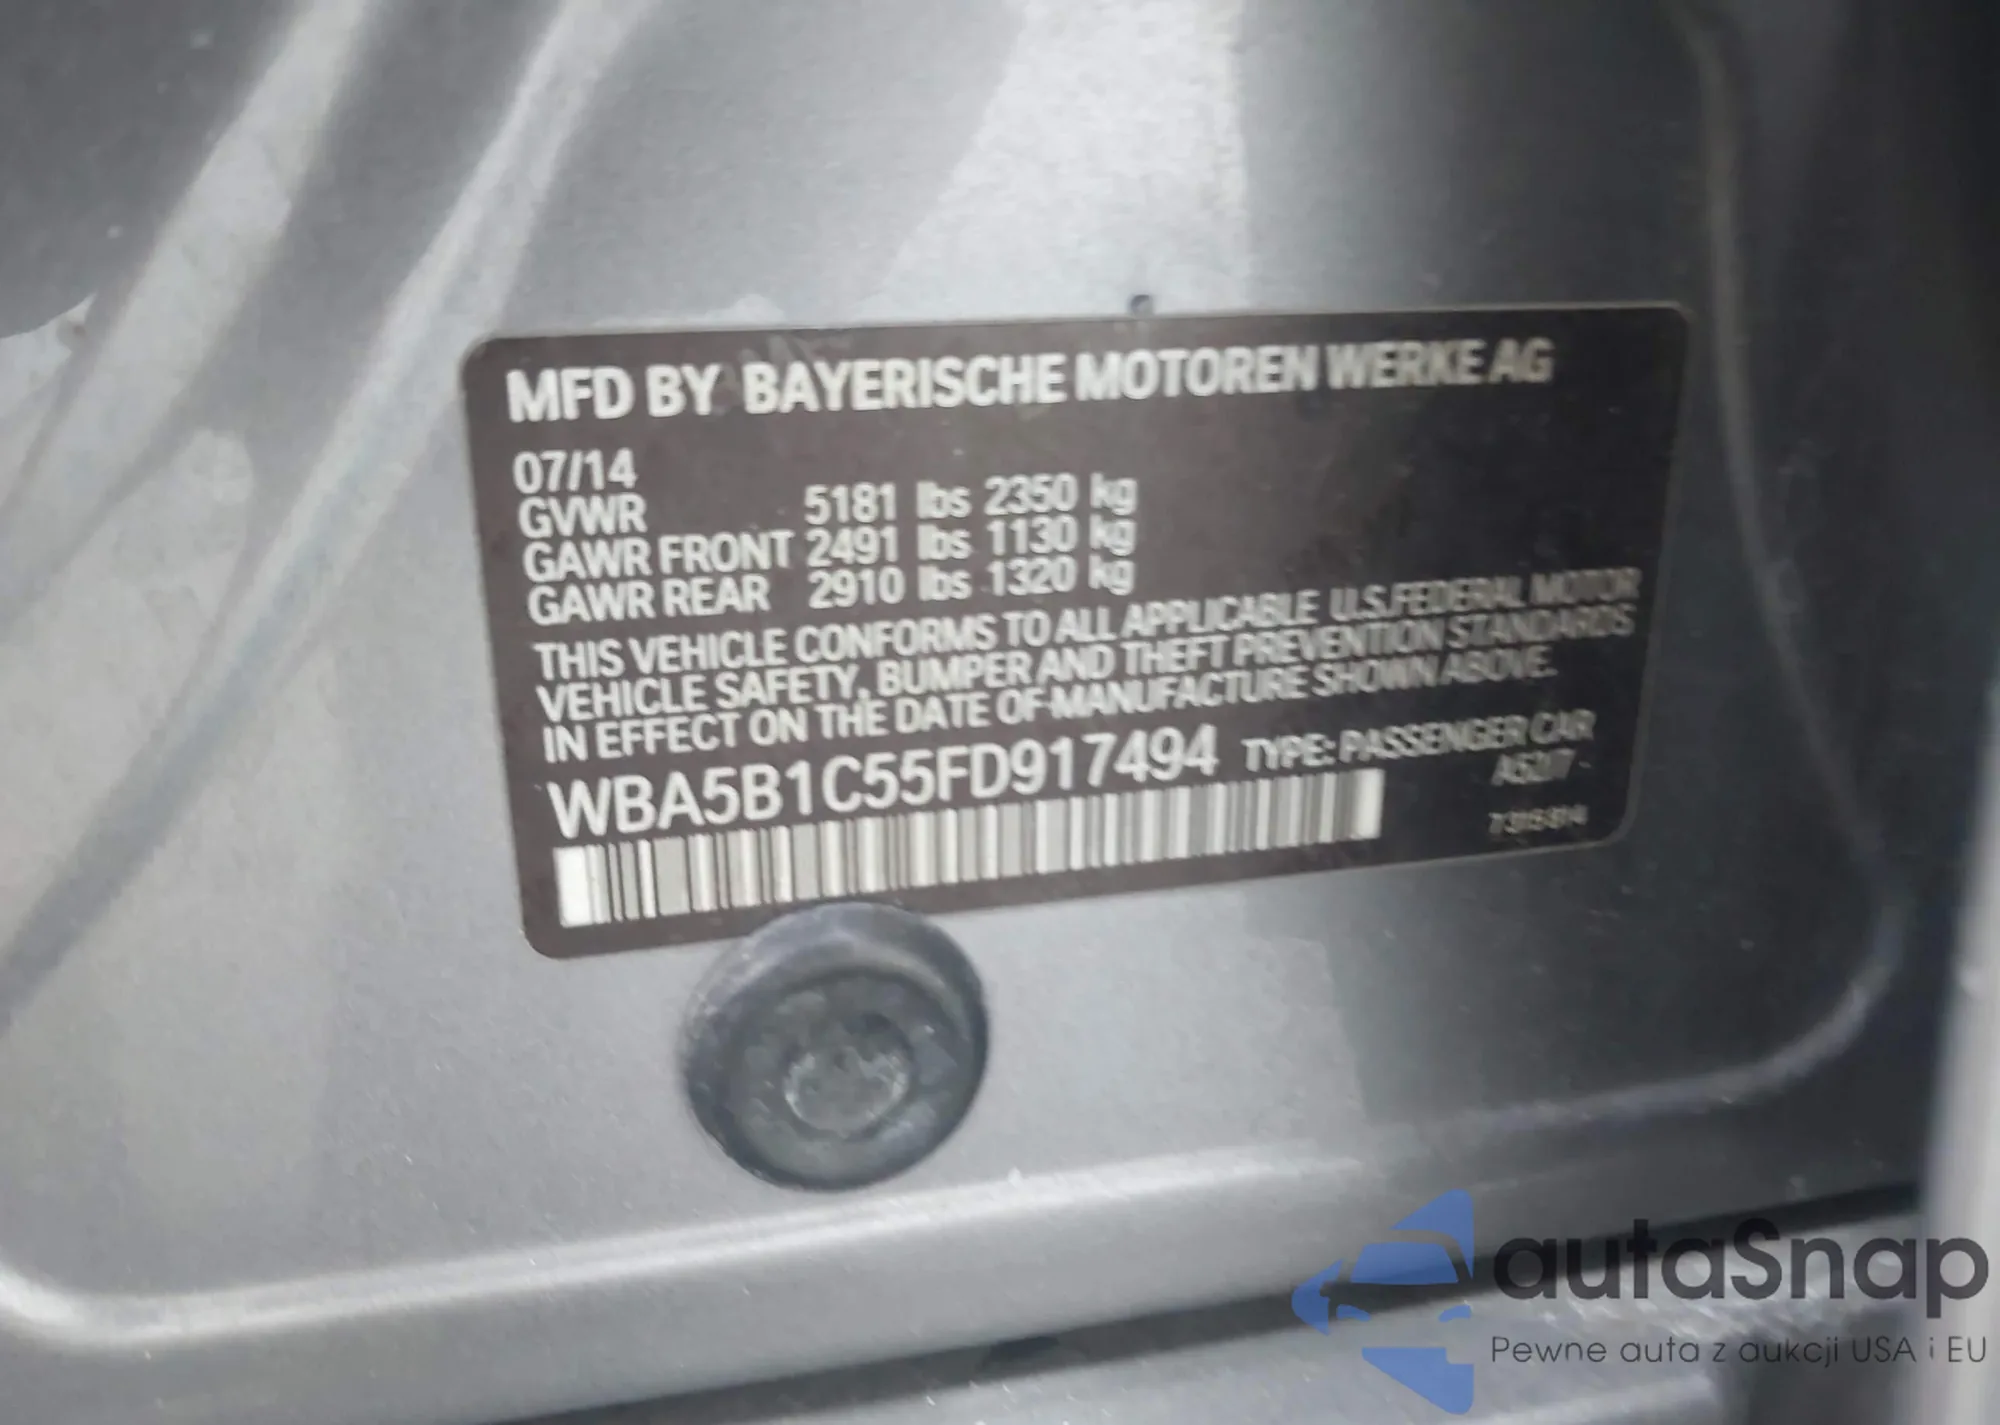 MFD BY BAYERISCHE MOTOREN WERKE AG
07/14
GVWR 5181 lbs 2350 kg
GAWR FRONT 2491 lbs 1130 kg
GAWR REAR 2910 lbs 1320 kg
THIS VEHICLE CONFORMS TO ALL APPLICABLE U.S.FEDERAL MOTOR
VEHICLE SAFETY, BUMPER AND THEFT PREVENTION STANDARDS
IN EFFECT ON THE DATE OF MANUFACTURE SHOWN ABOVE.
WBA5B1C55FD917494 TYPE: PASSENGER CAR
autaSnap
Pewne auta z aukcji USA i EU